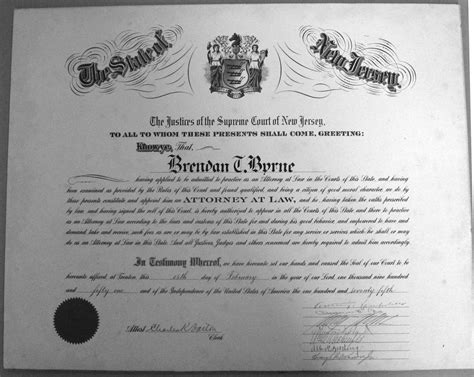 The State of New Jersey
The Justices of the Supreme Court of New Jersey,
TO ALL TO WHOM THESE PRESENTS SHALL COME, GREETING:
Know ye, That,
Brendan T. Byrne
having applied to be admitted to practice as an Attorney at Law in the Courts of this State, and having
been examined as provided by the Rules of this Court and found qualified, and being a citizen of good moral character, we do by
these presents constitute and appoint him an ATTORNEY AT LAW, and he, having taken the oaths prescribed
by law, and having signed the roll of this Court, is hereby authorized to appear in all the Courts of this State and there to practice
as an Attorney according to the laws and customs of this State for and during his good behavior, and empowered to have and
demand, take and receive, such fees as are or may be by law established in this State for any service or services which he shall or may
do as an Attorney in this State And all Justices, Judges and others concerned are hereby required to admit him accordingly
In Testimony Whereof, we have hereunto set our hands and caused the Seal of our Court to be
hereunto affixed, at Trenton, this 15th day of February in the year of our Lord one thousand nine hundred
and fifty one and of the Independence of the United States of America the one hundred and seventy fifth
Attest
Clerk